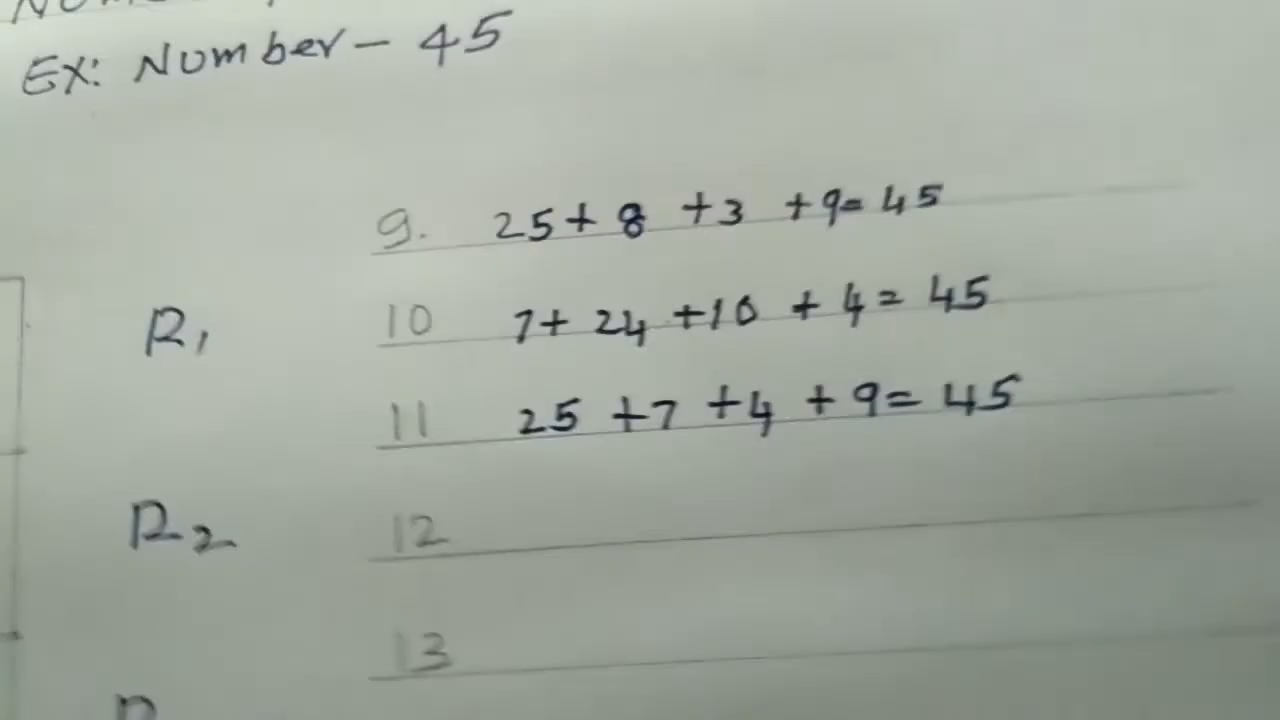 EX: Number - 45
9. 25 + 8 + 3 + 9 = 45
R1
10 7 + 24 + 10 + 4 = 45
11 25 + 7 + 4 + 9 = 45
R2
12
13